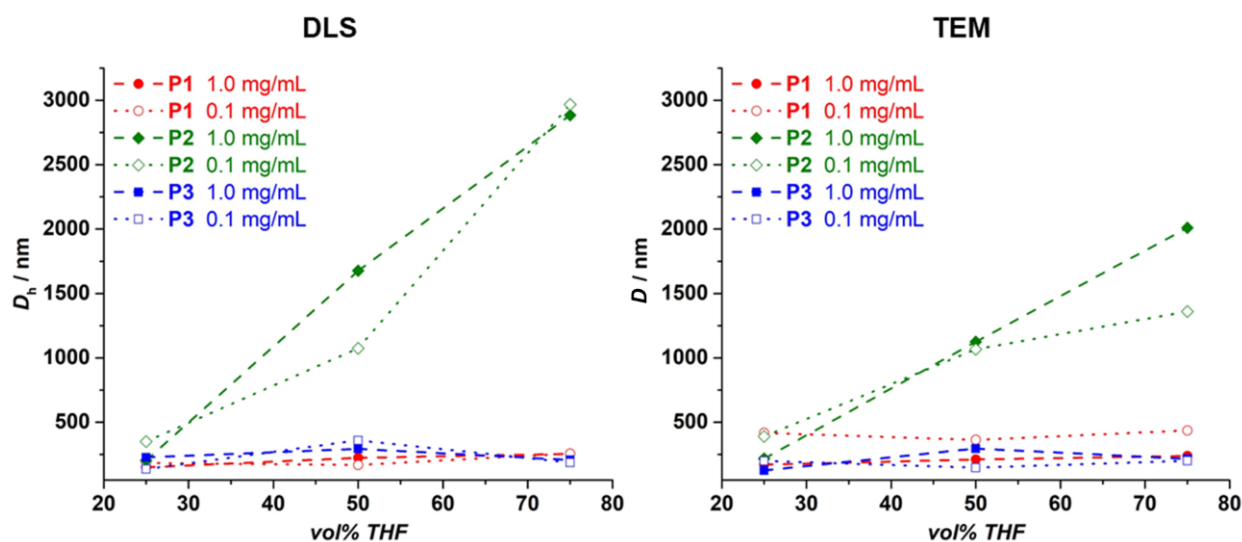 DLS
P1 1.0 mg/mL
P1 0.1 mg/mL
P2 1.0 mg/mL
P2 0.1 mg/mL
P3 1.0 mg/mL
P3 0.1 mg/mL
3000
2500
2000
1500
1000
500
Dh / nm
20 30 40 50 60 70 80
vol% THF
TEM
P1 1.0 mg/mL
P1 0.1 mg/mL
P2 1.0 mg/mL
P2 0.1 mg/mL
P3 1.0 mg/mL
P3 0.1 mg/mL
3000
2500
2000
1500
1000
500
D / nm
20 30 40 50 60 70 80
vol% THF